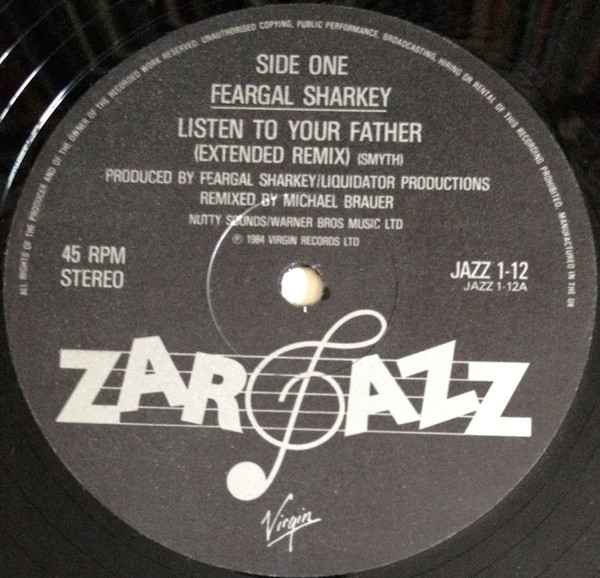 ALL RIGHTS OF THE PRODUCER AND OF THE OWNER OF THE RECORDED WORK RESERVED. UNAUTHORISED COPYING, PUBLIC PERFORMANCE, BROADCASTING, HIRING OR RENTAL OF THIS RECORDING PROHIBITED. MANUFACTURED IN THE UK
SIDE ONE
FEARGAL SHARKEY
LISTEN TO YOUR FATHER
(EXTENDED REMIX) (SMYTH)
PRODUCED BY FEARGAL SHARKEY/LIQUIDATOR PRODUCTIONS
REMIXED BY MICHAEL BRAUER
NUTTY SOUNDS/WARNER BROS MUSIC LTD
℗ 1984 VIRGIN RECORDS LTD
45 RPM
STEREO
JAZZ 1-12
JAZZ 1-12A
ZARJAZZ
Virgin